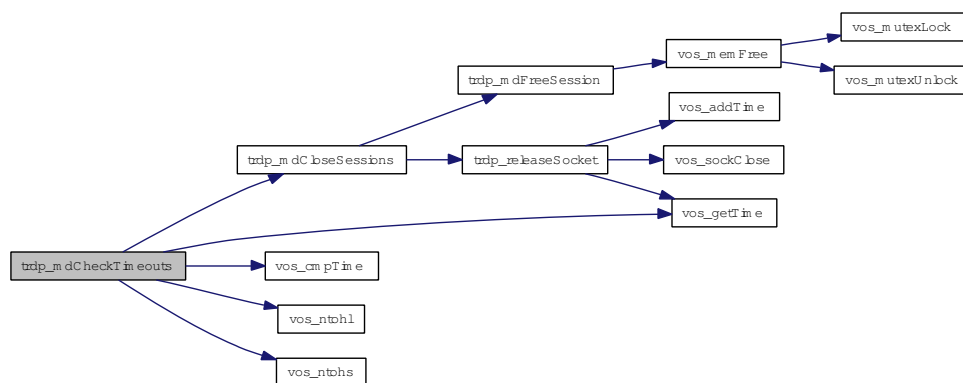 vos_mutexLock
vos_memFree
trdp_mdFreeSession
vos_mutexUnlock
vos_addTime
trdp_mdCloseSessions
trdp_releaseSocket
vos_sockClose
vos_getTime
trdp_mdCheckTimeouts
vos_cmpTime
vos_ntohl
vos_ntohs